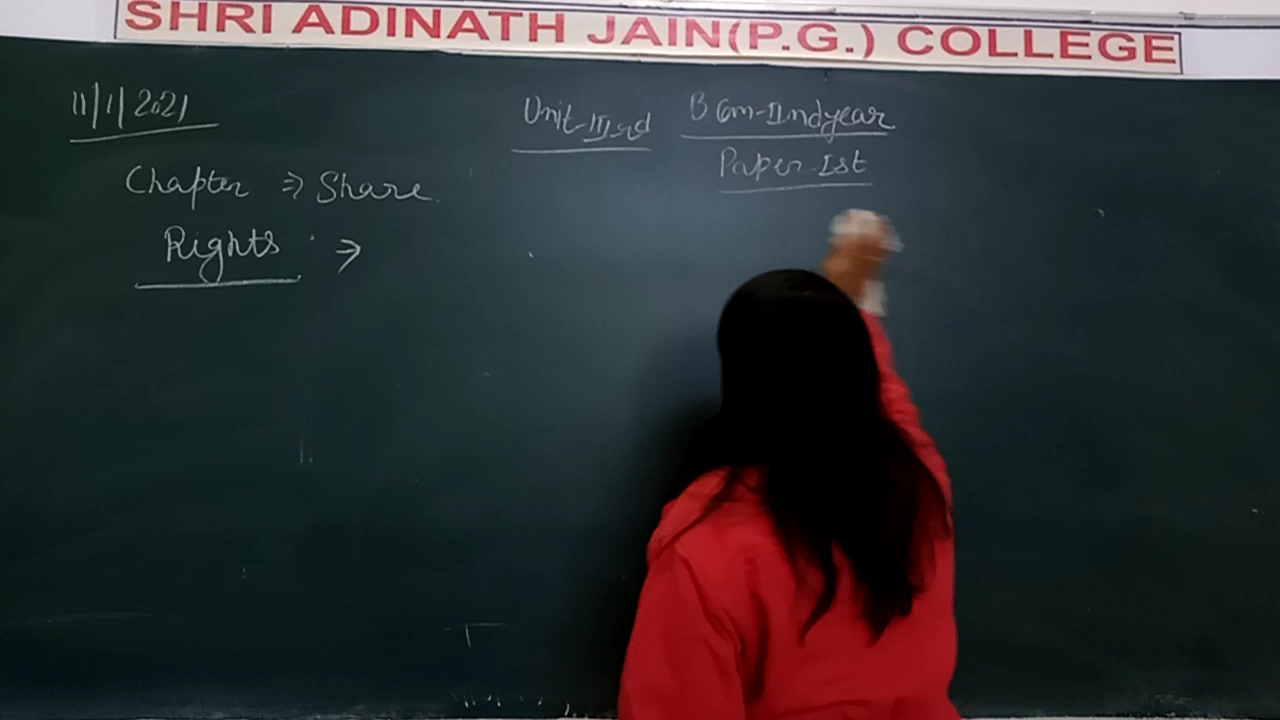 SHRI ADINATH JAIN(P.G.) COLLEGE
11/1/2021
Unit-IIIrd
B Com-IInd year
Paper-Ist
Chapter ⇒ Share
Rights →